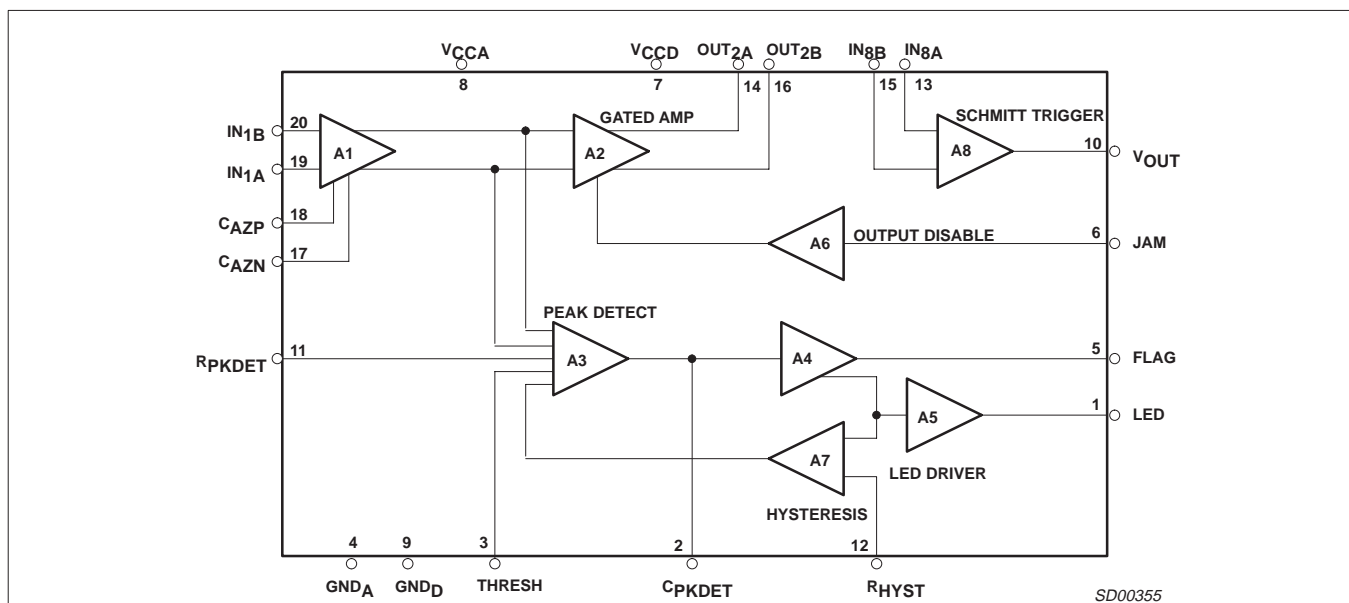 VCCA VCCD OUT2A OUT2B IN8B IN8A
8 7 14 16 15 13
IN1B 20 GATED AMP SCHMITT TRIGGER
A1 A2 A8 10 VOUT
IN1A 19
CAZP 18
A6 OUTPUT DISABLE 6 JAM
CAZN 17
PEAK DETECT
RPKDET 11 A3 A4 5 FLAG
A5 1 LED
A7 LED DRIVER
HYSTERESIS
4 9 3 2 12
GNDA GNDD THRESH CPKDET RHYST
SD00355